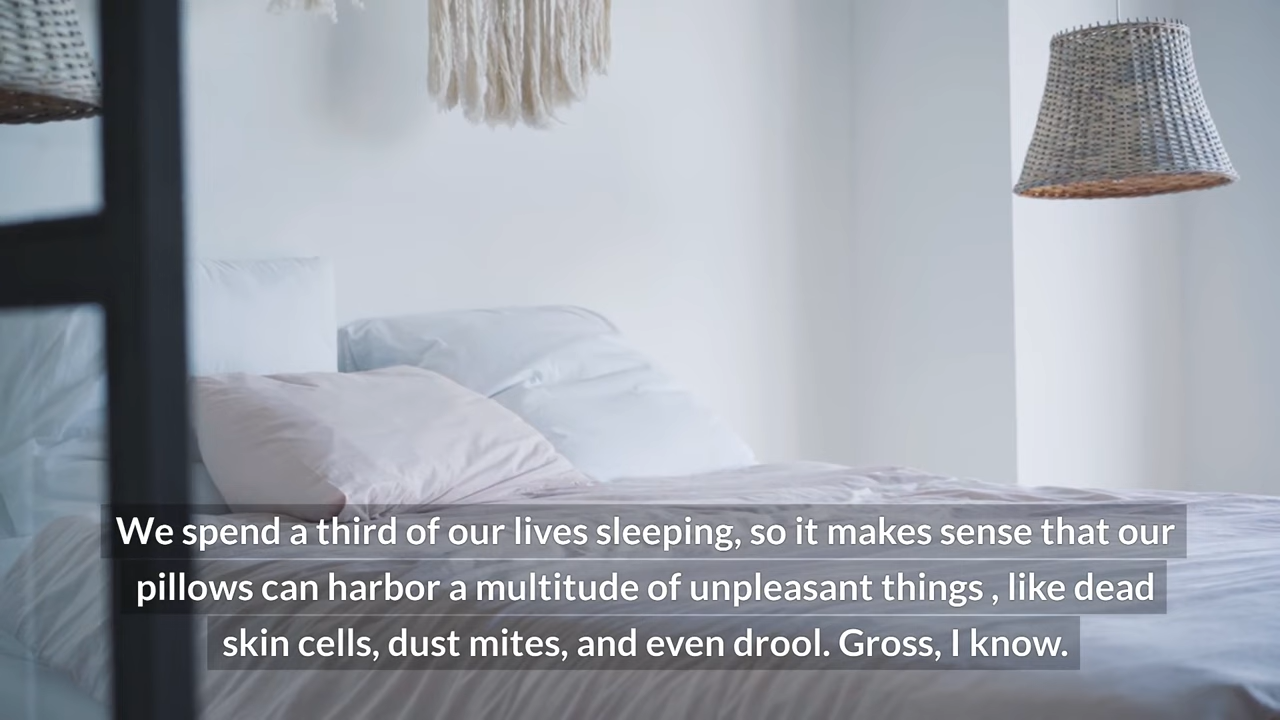 We spend a third of our lives sleeping, so it makes sense that our
pillows can harbor a multitude of unpleasant things , like dead
skin cells, dust mites, and even drool. Gross, I know.